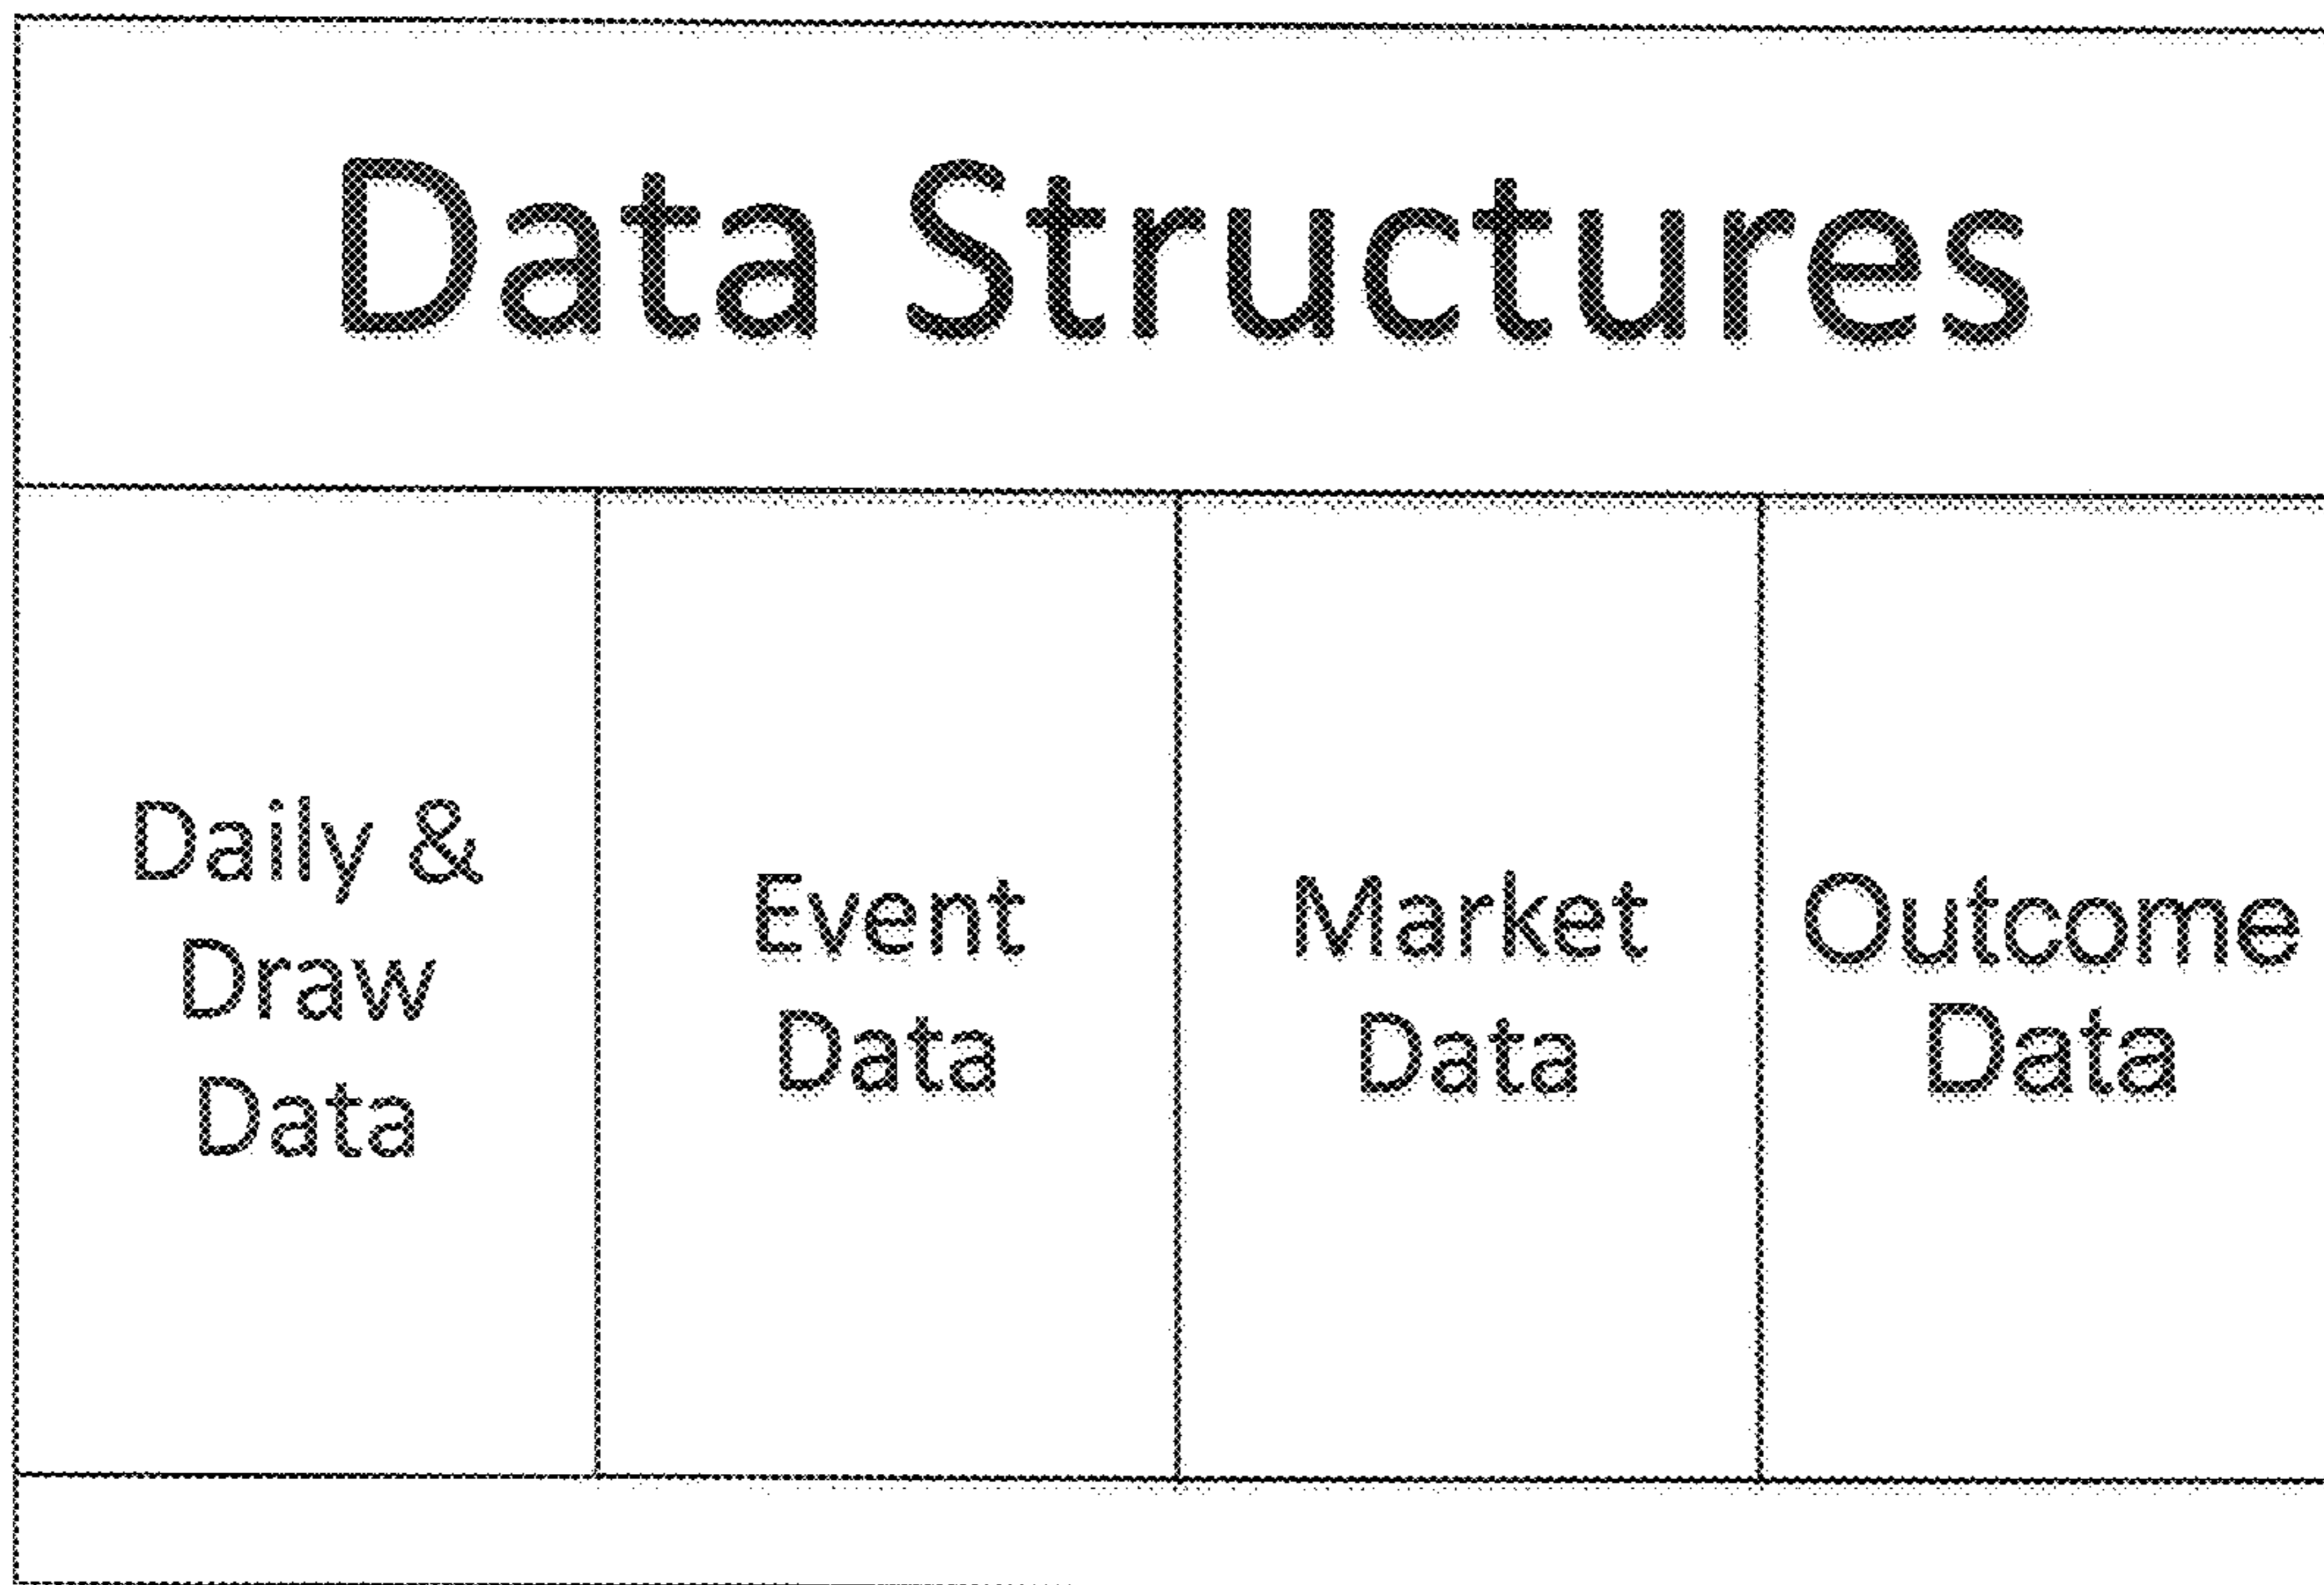 Data Structures
Daily &
Draw
Data
Event
Data
Market
Data
Outcome
Data